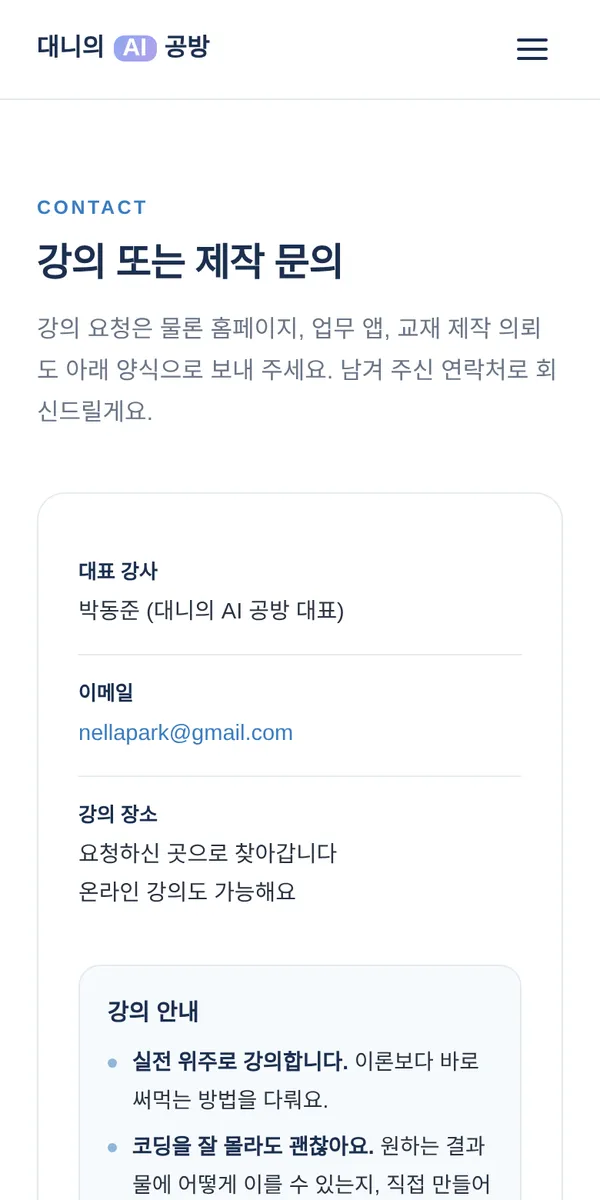 대니의 AI 공방
CONTACT
강의 또는 제작 문의
강의 요청은 물론 홈페이지, 업무 앱, 교재 제작 의뢰
도 아래 양식으로 보내 주세요. 남겨 주신 연락처로 회
신드릴게요.
대표 강사
박동준 (대니의 AI 공방 대표)
이메일
nellapark@gmail.com
강의 장소
요청하신 곳으로 찾아갑니다
온라인 강의도 가능해요
강의 안내
실전 위주로 강의합니다. 이론보다 바로
써먹는 방법을 다뤄요.
코딩을 잘 몰라도 괜찮아요. 원하는 결과
물에 어떻게 이를 수 있는지, 직접 만들어